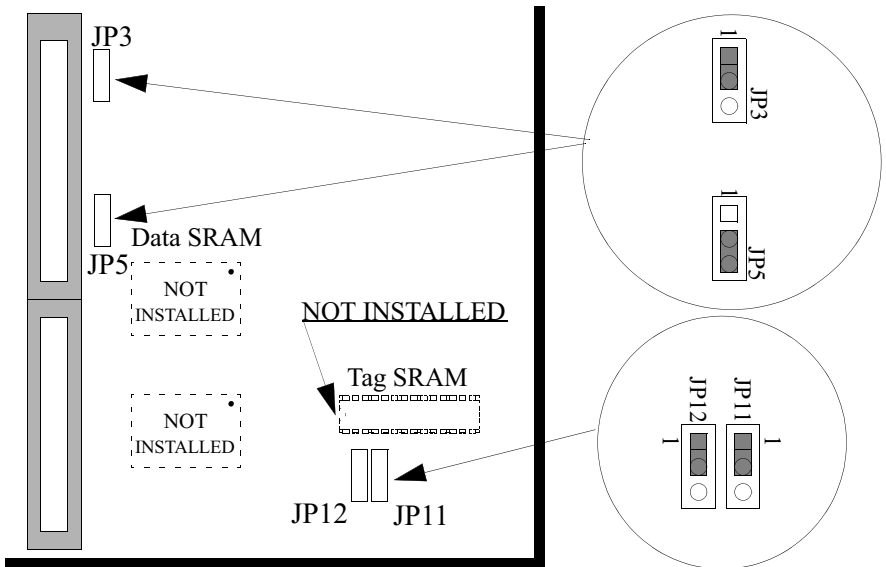 JP3
1
JP3
1
JP5
Data SRAM
JP5
NOT
INSTALLED
NOT INSTALLED
Tag SRAM
NOT
INSTALLED
JP12
JP11
JP12
JP11
1
1